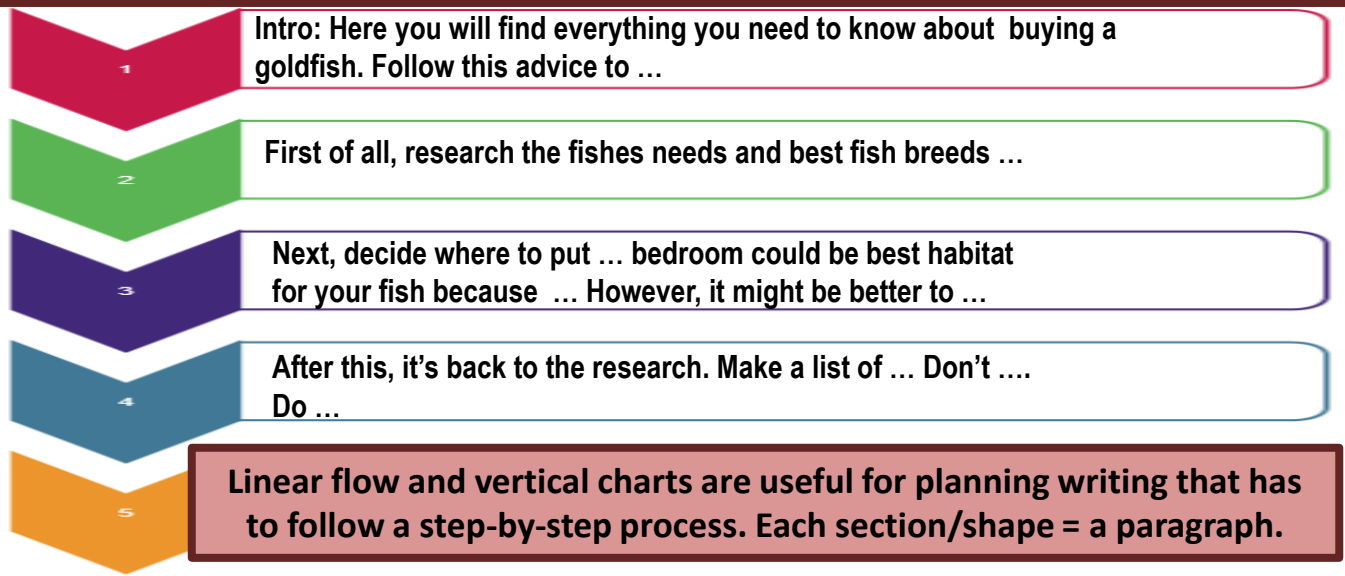 1
Intro: Here you will find everything you need to know about  buying a
goldfish. Follow this advice to …
2
First of all, research the fishes needs and best fish breeds …
3
Next, decide where to put … bedroom could be best habitat
for your fish because  … However, it might be better to …
4
After this, it’s back to the research. Make a list of … Don’t ….
Do …
5
Linear flow and vertical charts are useful for planning writing that has
to follow a step-by-step process. Each section/shape = a paragraph.